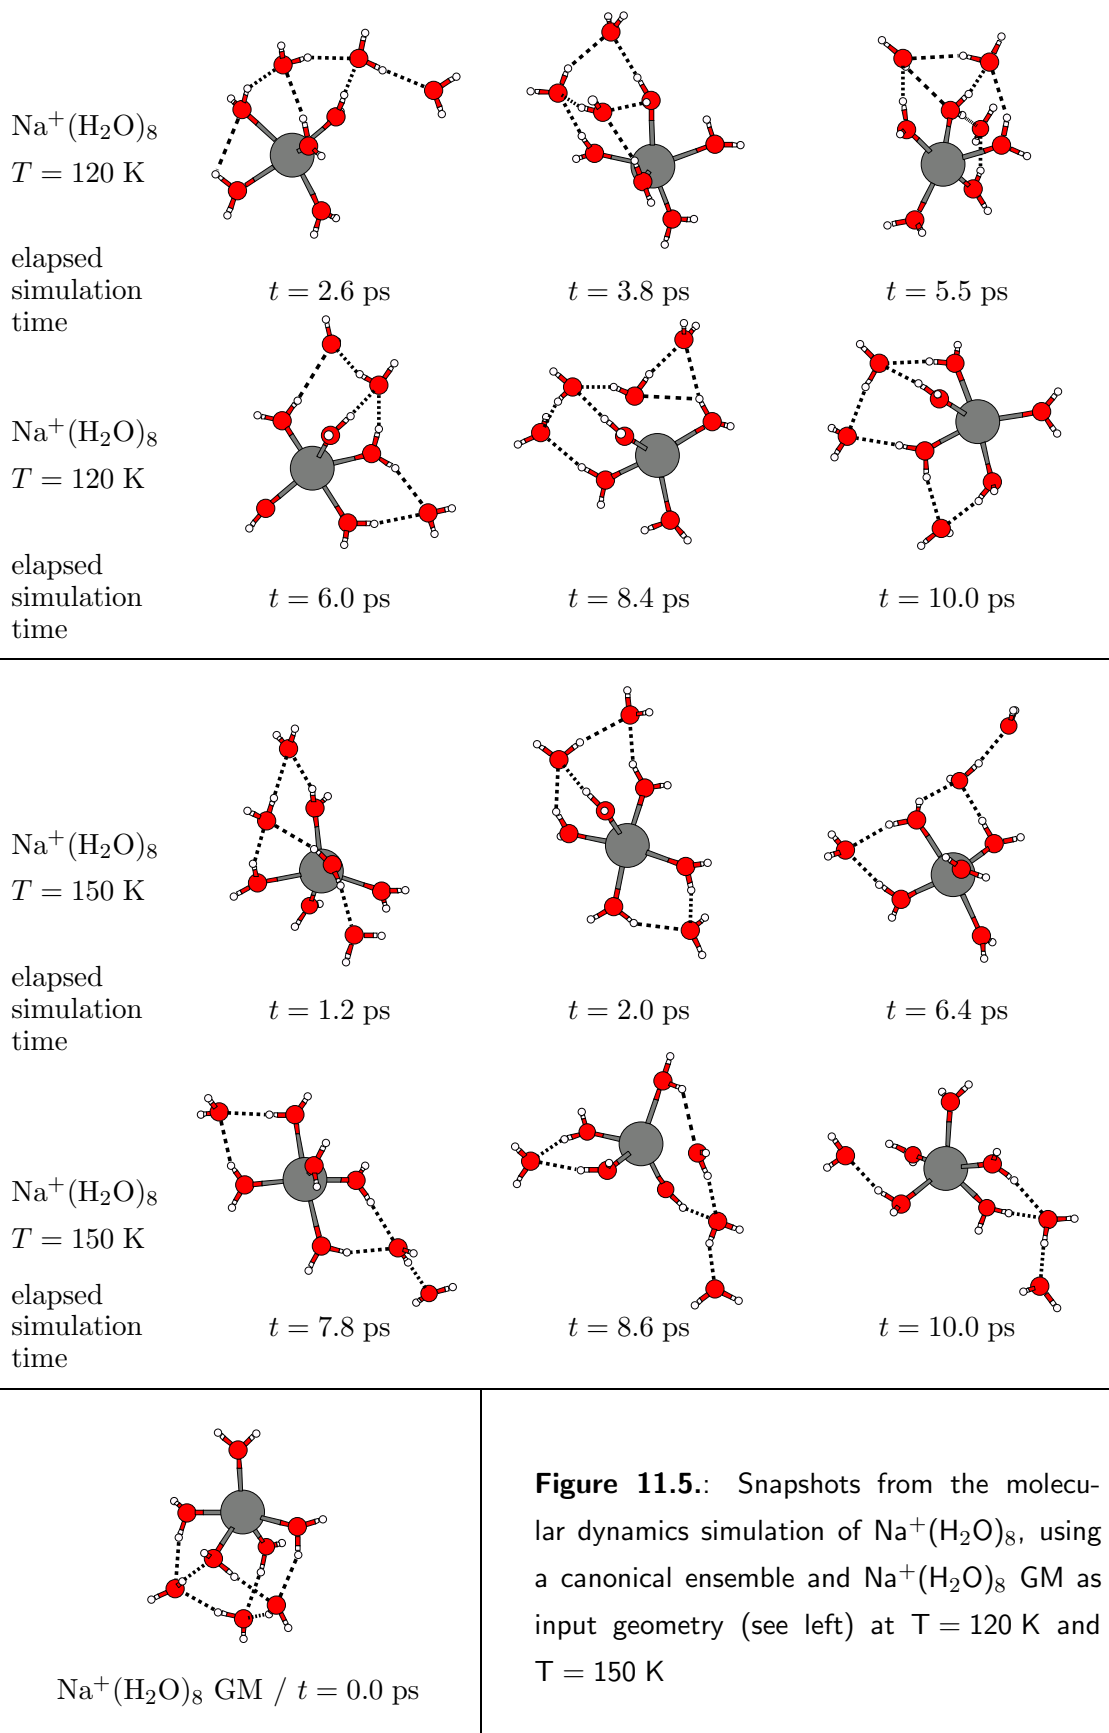 Na⁺(H₂O)₈
T = 120 K
elapsed
simulation
time
t = 2.6 ps
t = 3.8 ps
t = 5.5 ps
Na⁺(H₂O)₈
T = 120 K
elapsed
simulation
time
t = 6.0 ps
t = 8.4 ps
t = 10.0 ps
Na⁺(H₂O)₈
T = 150 K
elapsed
simulation
time
t = 1.2 ps
t = 2.0 ps
t = 6.4 ps
Na⁺(H₂O)₈
T = 150 K
elapsed
simulation
time
t = 7.8 ps
t = 8.6 ps
t = 10.0 ps
Na⁺(H₂O)₈ GM / t = 0.0 ps
Figure 11.5.: Snapshots from the molecu-
lar dynamics simulation of Na⁺(H₂O)₈, using
a canonical ensemble and Na⁺(H₂O)₈ GM as
input geometry (see left) at T = 120 K and
T = 150 K